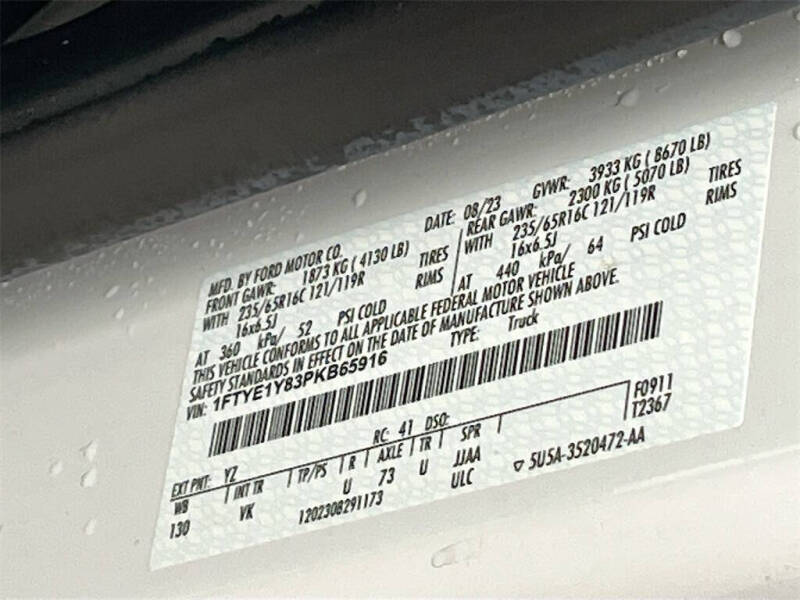 MFD. BY FORD MOTOR CO.
DATE: 08/23 GVWR: 3933 KG ( 8670 LB)
FRONT GAWR: 1873 KG ( 4130 LB) REAR GAWR: 2300 KG ( 5070 LB)
WITH 235/65R16C 121/119R TIRES WITH 235/65R16C 121/119R TIRES
16x6.5J RIMS 16x6.5J RIMS
AT 360 kPa/ 52 PSI COLD AT 440 kPa/ 64 PSI COLD
THIS VEHICLE CONFORMS TO ALL APPLICABLE FEDERAL MOTOR VEHICLE
SAFETY STANDARDS IN EFFECT ON THE DATE OF MANUFACTURE SHOWN ABOVE.
VIN: 1FTYE1Y83PKB65916 TYPE: Truck
F0911
T2367
EXT PNT: YZ RC: 41 DSO:
WB INT TR TP/PS R AXLE TR SPR
130 VK U 73 U JJAA
1202308291173 ULC 5U5A-3520472-AA